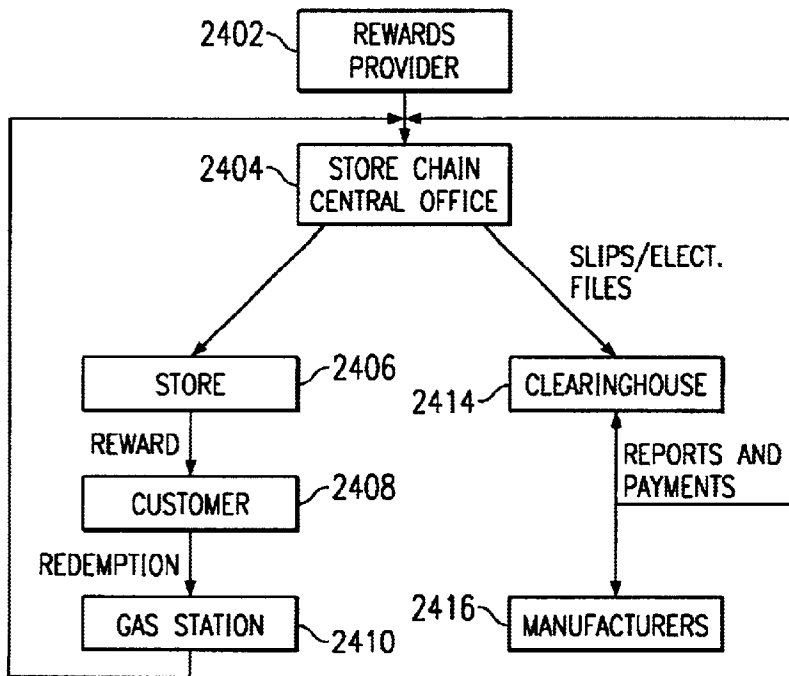 2402
REWARDS
PROVIDER
2404
STORE CHAIN
CENTRAL OFFICE
SLIPS/ELECT.
FILES
STORE
2406
2414
CLEARINGHOUSE
REWARD
REPORTS AND
PAYMENTS
CUSTOMER
2408
REDEMPTION
GAS STATION
2410
2416
MANUFACTURERS